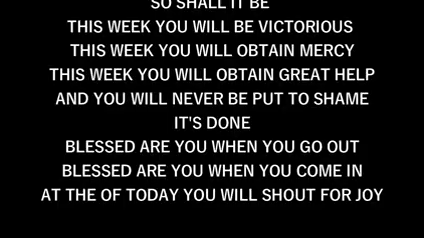 SO SHALL IT BE
THIS WEEK YOU WILL BE VICTORIOUS
THIS WEEK YOU WILL OBTAIN MERCY
THIS WEEK YOU WILL OBTAIN GREAT HELP
AND YOU WILL NEVER BE PUT TO SHAME
IT'S DONE
BLESSED ARE YOU WHEN YOU GO OUT
BLESSED ARE YOU WHEN YOU COME IN
AT THE OF TODAY YOU WILL SHOUT FOR JOY